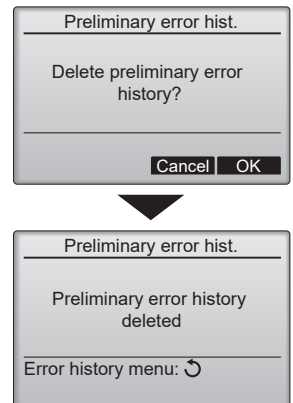 Preliminary error hist.
Delete preliminary error
history?
Cancel OK
Preliminary error hist.
Preliminary error history
deleted
Error history menu: